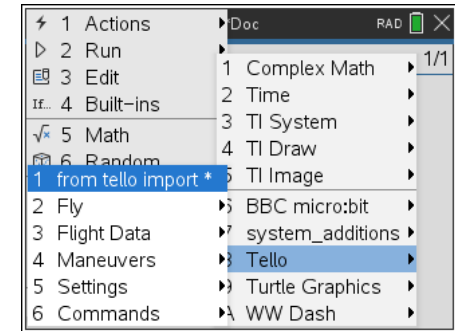 1 Actions
2 Run
3 Edit
If... 4 Built-ins
√x 5 Math
6 Random
Doc
RAD
1/1
1 Complex Math
2 Time
3 TI System
4 TI Draw
5 TI Image
6 BBC micro:bit
7 system_additions
8 Tello
9 Turtle Graphics
A WW Dash
1 from tello import *
2 Fly
3 Flight Data
4 Maneuvers
5 Settings
6 Commands